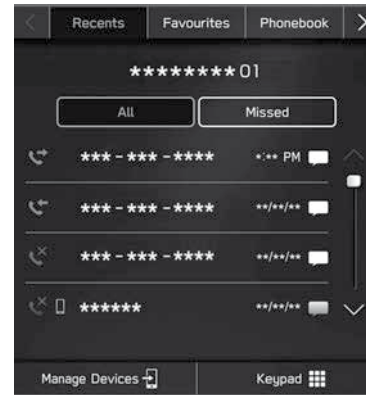 Recents Favourites Phonebook
********01
All Missed
***-***-**** *:** PM
***-***-**** **/**/**
***-***-**** **/**/**
****** **/**/**
Manage Devices Keypad